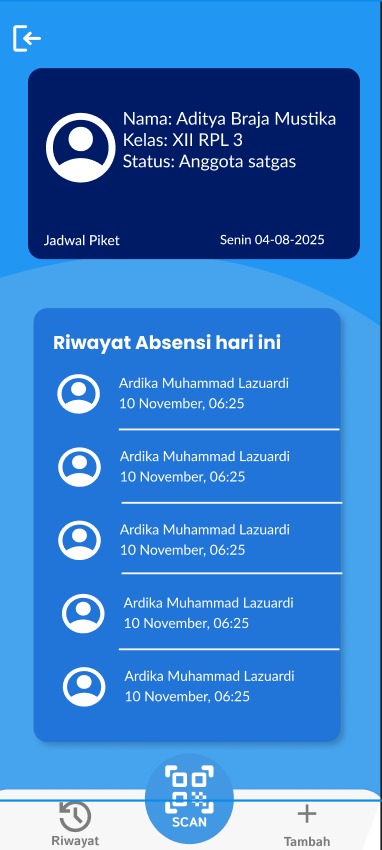 Nama: Aditya Braja Mustika
Kelas: XII RPL 3
Status: Anggota satgas
Jadwal Piket
Senin 04-08-2025
Riwayat Absensi hari ini
Ardika Muhammad Lazuardi
10 November, 06:25
Ardika Muhammad Lazuardi
10 November, 06:25
Ardika Muhammad Lazuardi
10 November, 06:25
Ardika Muhammad Lazuardi
10 November, 06:25
Ardika Muhammad Lazuardi
10 November, 06:25
SCAN
Riwayat
Tambah